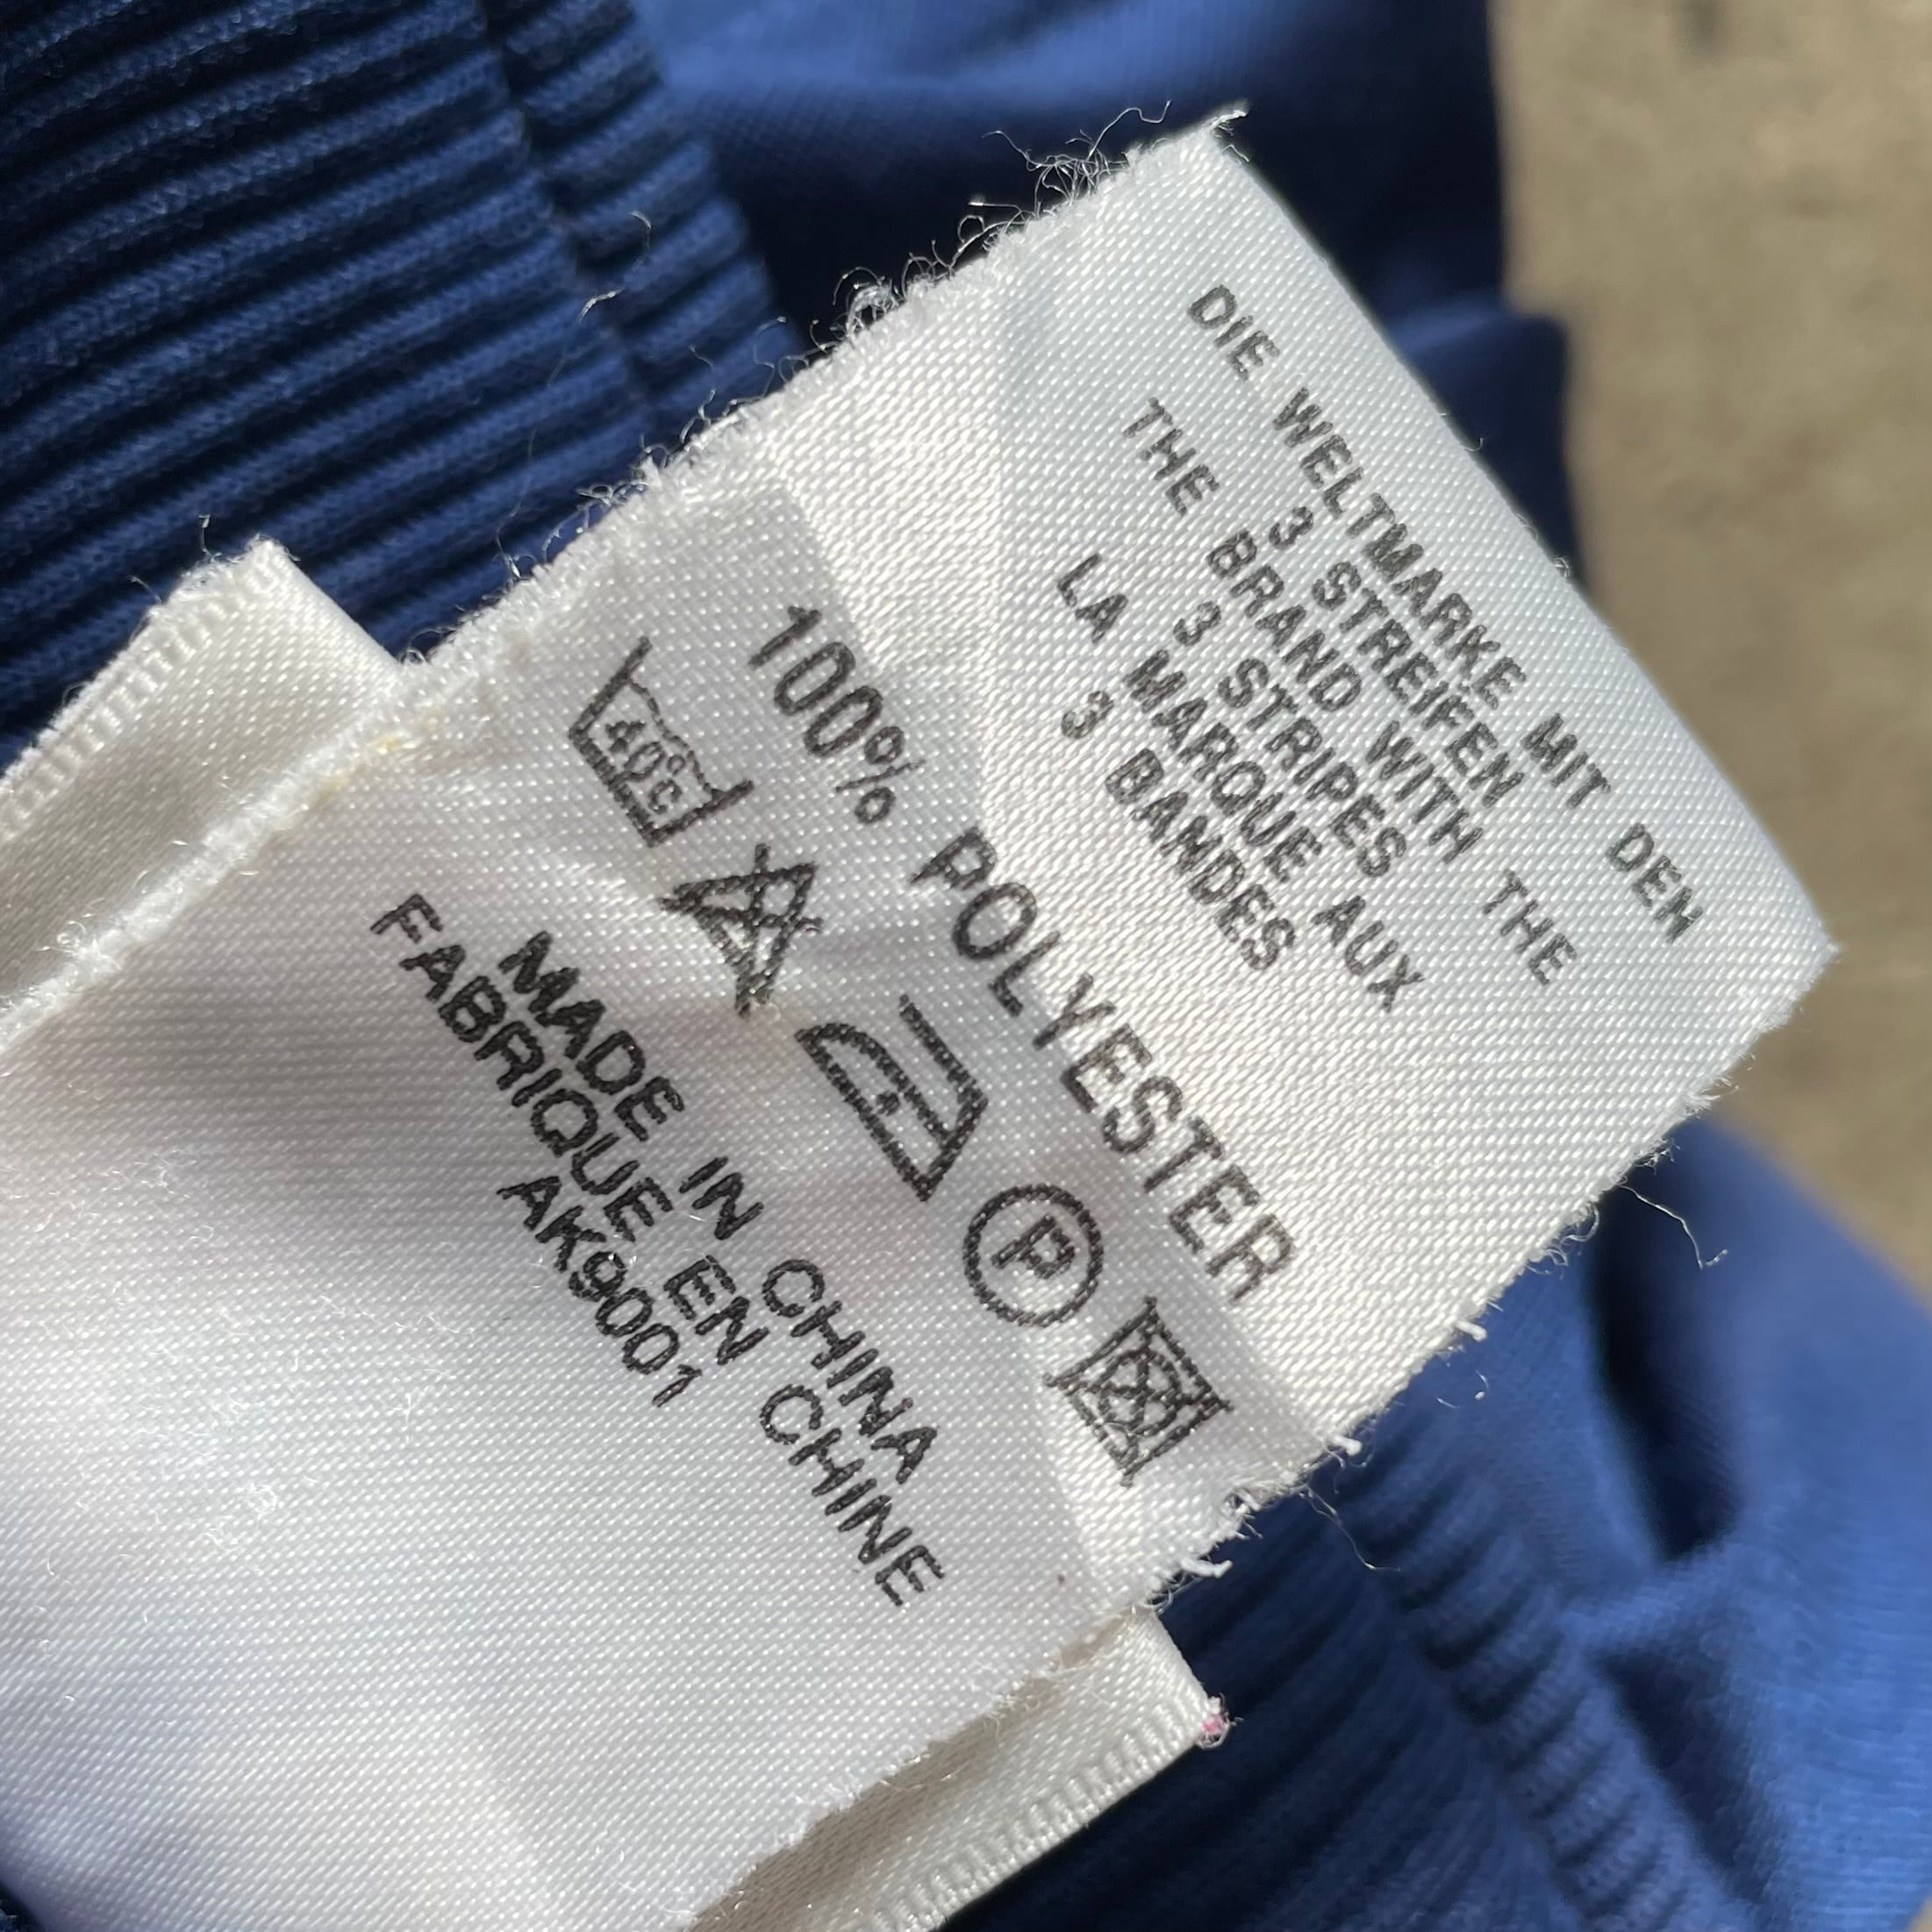 DIE WELTMARKE MIT DEN
3 STREIFEN
THE BRAND WITH THE
3 STRIPES
LA MARQUE AUX
3 BANDES
100% POLYESTER
40°C
P
MADE IN CHINA
FABRIQUE EN CHINE
AK9001